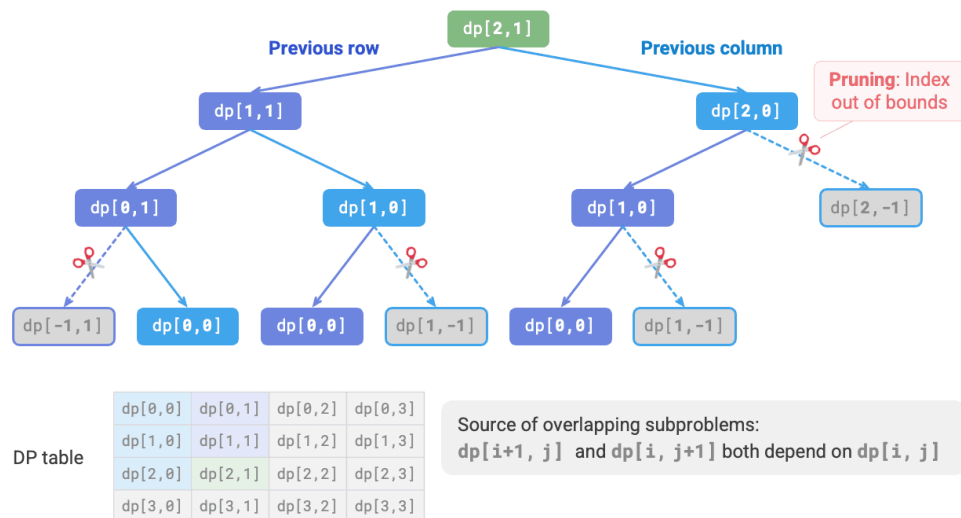 dp[2,1]
Previous row
Previous column
Pruning: Index
out of bounds
dp[1,1]
dp[2,0]
dp[0,1]
dp[1,0]
dp[1,0]
dp[2,-1]
dp[-1,1]
dp[0,0]
dp[0,0]
dp[1,-1]
dp[0,0]
dp[1,-1]
DP table
dp[0,0] dp[0,1] dp[0,2] dp[0,3]
dp[1,0] dp[1,1] dp[1,2] dp[1,3]
dp[2,0] dp[2,1] dp[2,2] dp[2,3]
dp[3,0] dp[3,1] dp[3,2] dp[3,3]
Source of overlapping subproblems:
dp[i+1, j] and dp[i, j+1] both depend on dp[i, j]